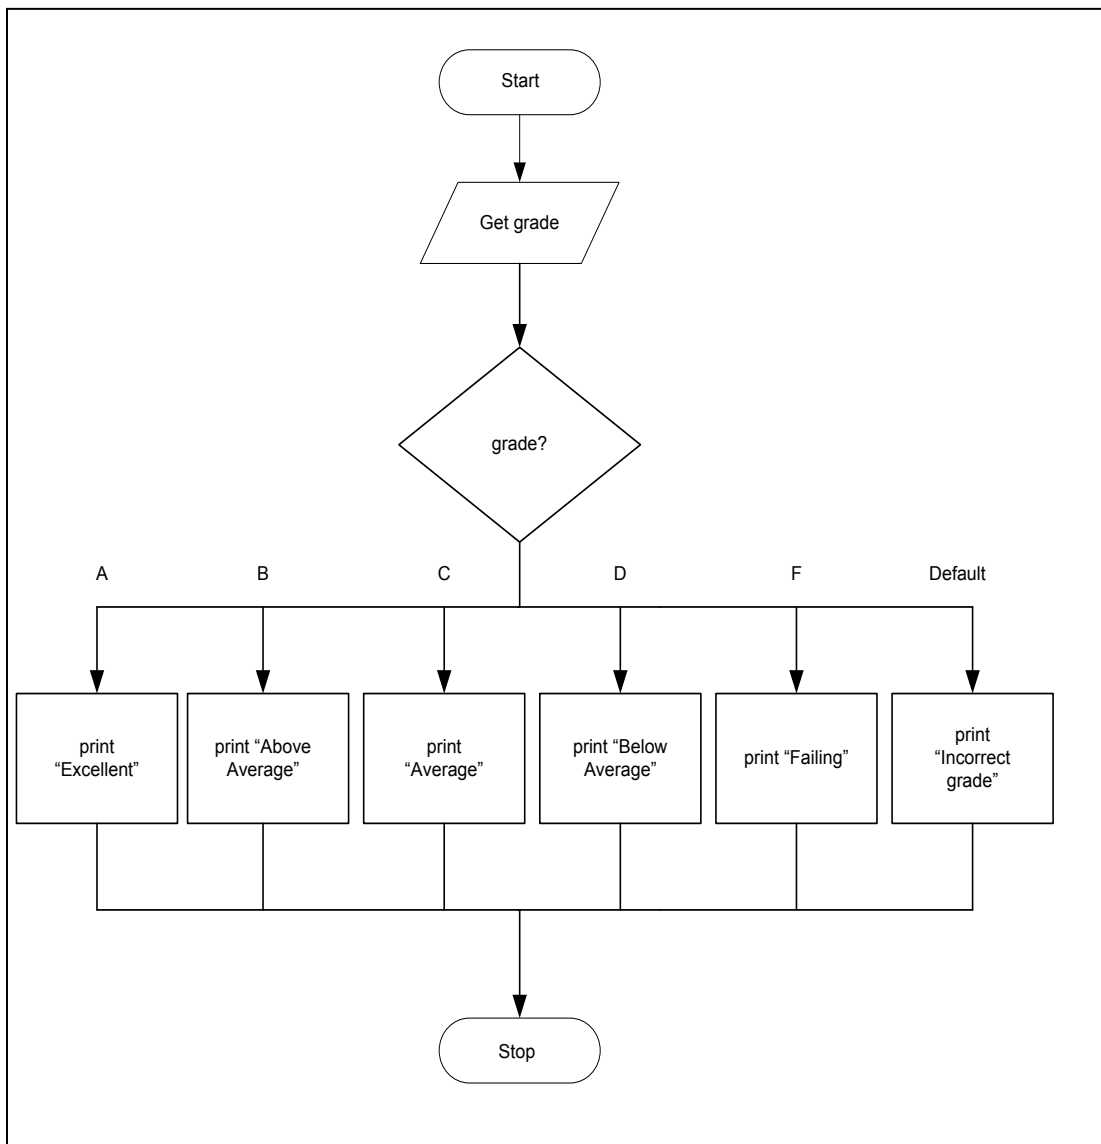 Start
Get grade
grade?
A
B
C
D
F
Default
print
“Excellent”
print “Above
Average”
print
“Average”
print “Below
Average”
print “Failing”
print
“Incorrect
grade”
Stop